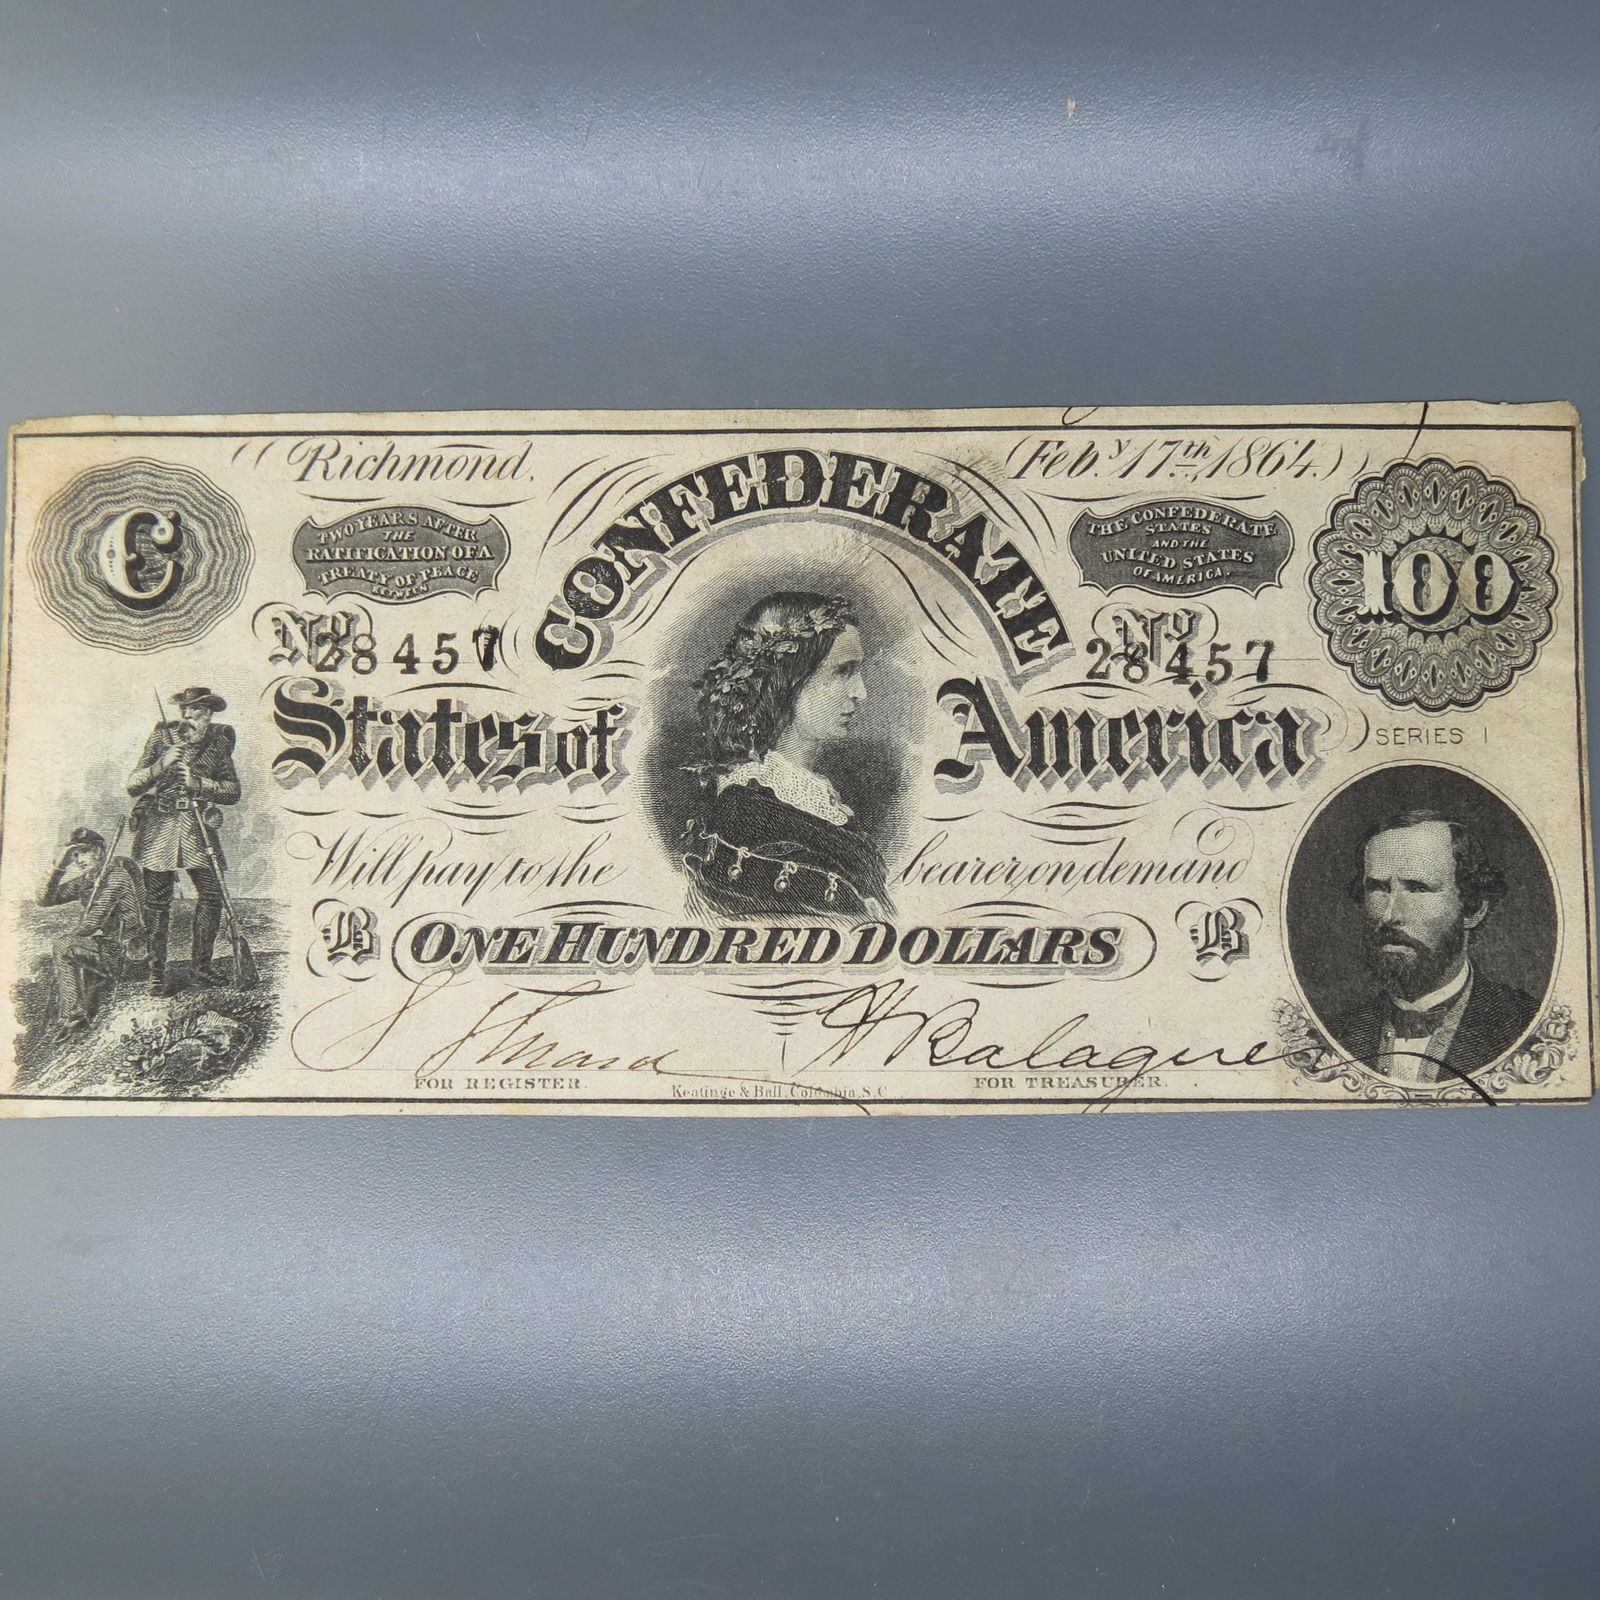 Richmond, (Feb.y 17th, 1864.)
CONFEDERATE
C
TWO YEARS AFTER
THE
RATIFICATION OF A
TREATY OF PEACE
BETWEEN
THE CONFEDERATE
STATES
AND THE
UNITED STATES
OF AMERICA.
100
No 28457
No 28457
States of America
SERIES 1
Will pay to the bearer on demand
B ONE HUNDRED DOLLARS B
H Balague
FOR REGISTER. Keatinge & Ball, Columbia, S.C. FOR TREASURER.